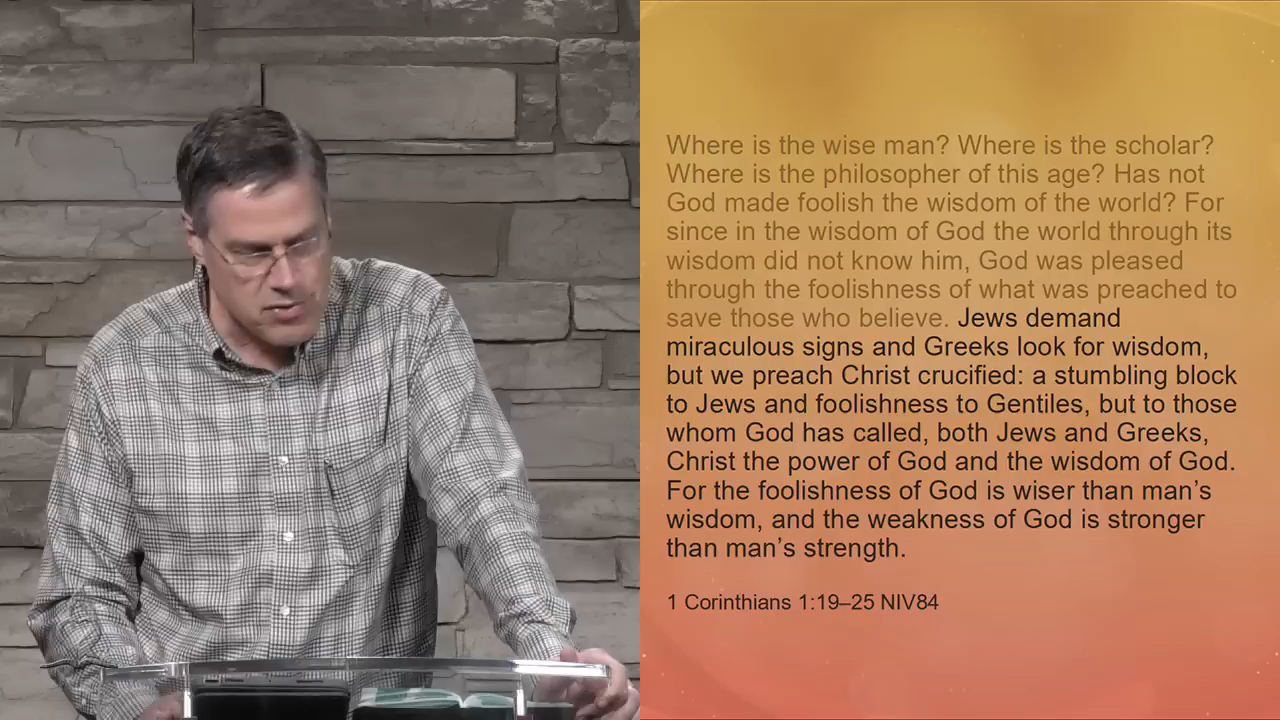 Where is the wise man? Where is the scholar?
Where is the philosopher of this age? Has not
God made foolish the wisdom of the world? For
since in the wisdom of God the world through its
wisdom did not know him, God was pleased
through the foolishness of what was preached to
save those who believe. Jews demand
miraculous signs and Greeks look for wisdom,
but we preach Christ crucified: a stumbling block
to Jews and foolishness to Gentiles, but to those
whom God has called, both Jews and Greeks,
Christ the power of God and the wisdom of God.
For the foolishness of God is wiser than man’s
wisdom, and the weakness of God is stronger
than man’s strength.
1 Corinthians 1:19–25 NIV84